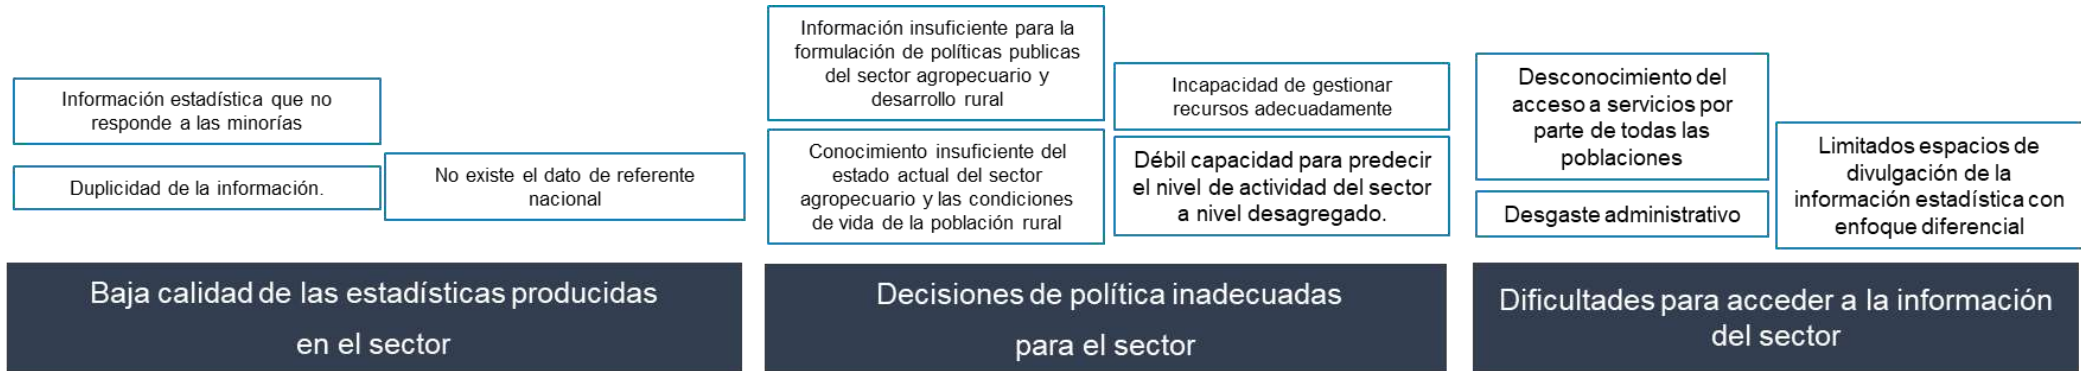 Información estadística que no
responde a las minorías
Duplicidad de la información.
No existe el dato de referente
nacional
Baja calidad de las estadísticas producidas
en el sector
Información insuficiente para la
formulación de políticas publicas
del sector agropecuario y
desarrollo rural
Conocimiento insuficiente del
estado actual del sector
agropecuario y las condiciones
de vida de la población rural
Incapacidad de gestionar
recursos adecuadamente
Débil capacidad para predecir
el nivel de actividad del sector
a nivel desagregado.
Decisiones de política inadecuadas
para el sector
Desconocimiento del
acceso a servicios por
parte de todas las
poblaciones
Desgaste administrativo
Limitados espacios de
divulgación de la
información estadística con
enfoque diferencial
Dificultades para acceder a la información
del sector